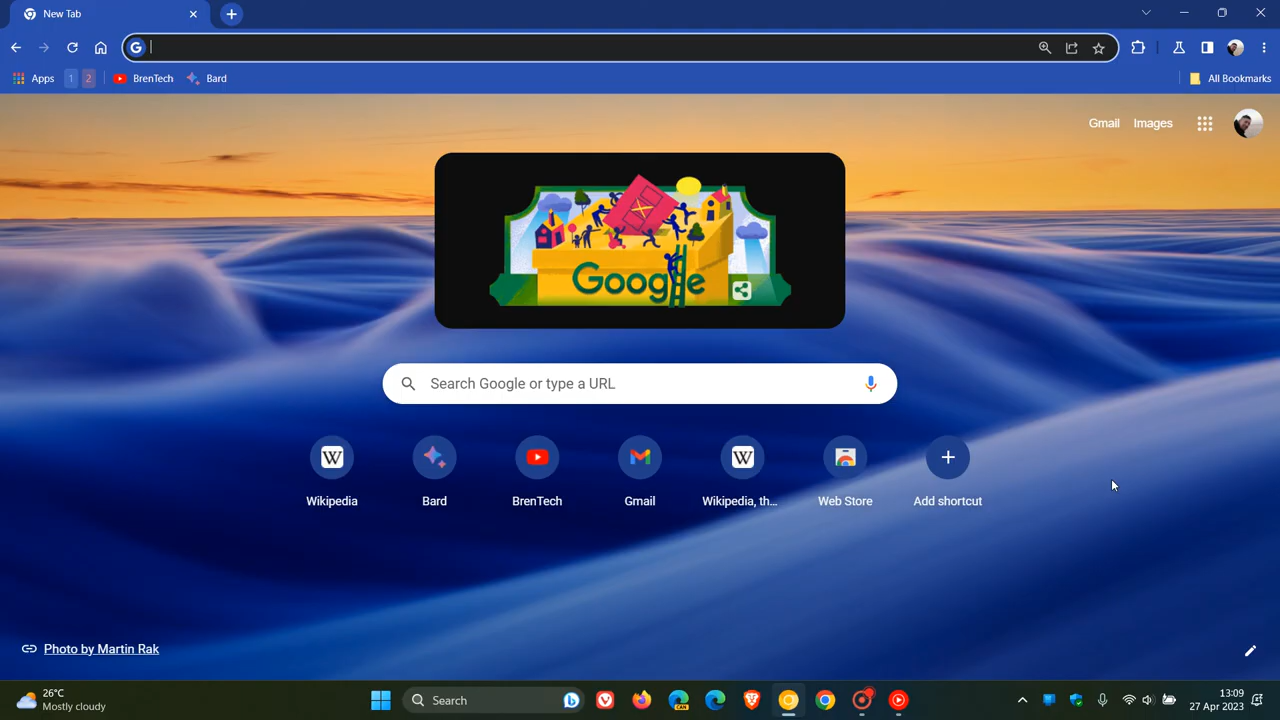 New Tab
Apps 1 2 BrenTech Bard All Bookmarks
Gmail Images
Google
Search Google or type a URL
Wikipedia Bard BrenTech Gmail Wikipedia, th... Web Store Add shortcut
Photo by Martin Rak
26°C
Mostly cloudy
Search
CAN
13:09
27 Apr 2023